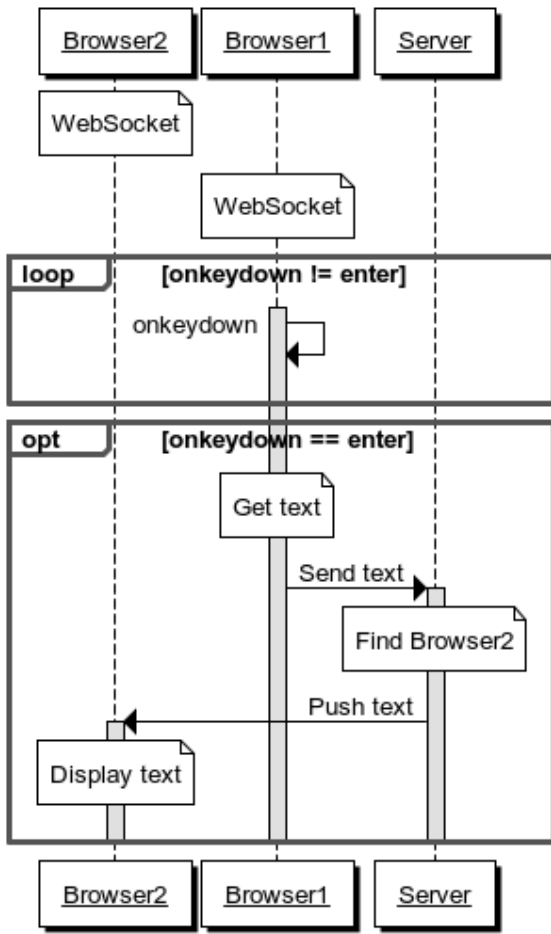 Browser2 Browser1 Server
WebSocket
WebSocket
loop [onkeydown != enter]
onkeydown
opt [onkeydown == enter]
Get text
Send text
Find Browser2
Push text
Display text
Browser2 Browser1 Server